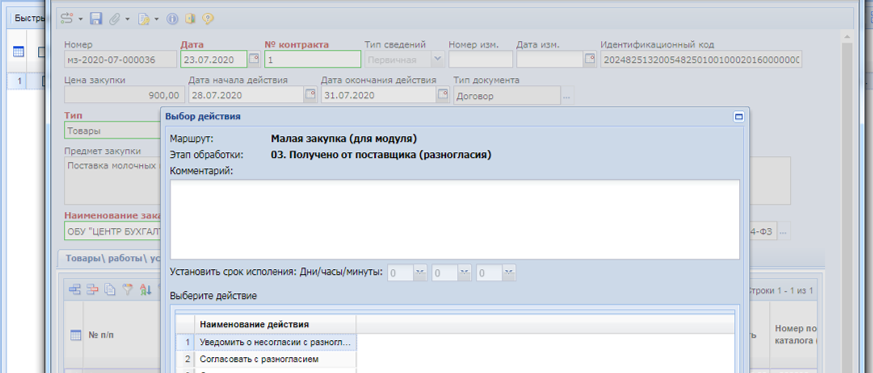 Быстры
Номер Дата № контракта Тип сведений Номер изм. Дата изм. Идентификационный код
мз-2020-07-000036 23.07.2020 1 Первичная
Цена закупки Дата начала действия Дата окончания действия Тип документа
900,00 28.07.2020 31.07.2020 Договор ...
Тип
Товары
Предмет закупки
Поставка молочных
Наименование зака
ОБУ "ЦЕНТР БУХГАЛ 4-ФЗ ...
Товары\ работы\ ус
Строки 1 - 1 из 1
№ п/п Номер по
каталога
Выбор действия
Маршрут: Малая закупка (для модуля)
Этап обработки: 03. Получено от поставщика (разногласия)
Комментарий:
Установить срок исполения: Дни/часы/минуты: 0 0 0
Выберите действие
Наименование действия
1 Уведомить о несогласии с разногл...
2 Согласовать с разногласием
1